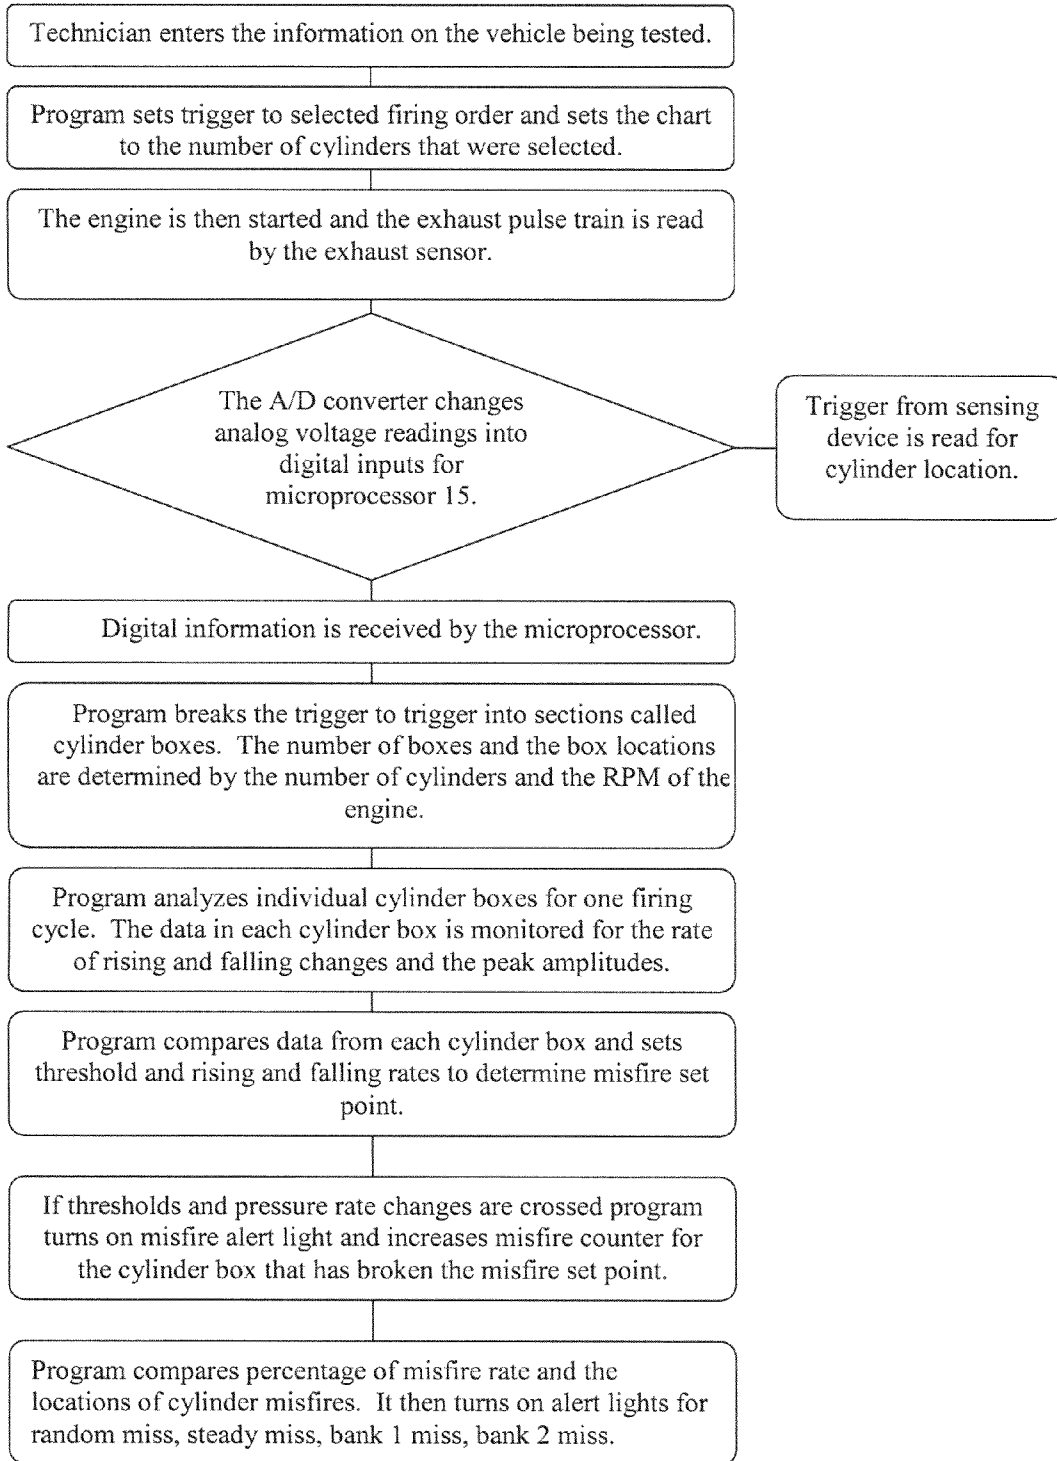 Technician enters the information on the vehicle being tested.
Program sets trigger to selected firing order and sets the chart
to the number of cylinders that were selected.
The engine is then started and the exhaust pulse train is read
by the exhaust sensor.
The A/D converter changes
analog voltage readings into
digital inputs for
microprocessor 15.
Trigger from sensing
device is read for
cylinder location.
Digital information is received by the microprocessor.
Program breaks the trigger to trigger into sections called
cylinder boxes. The number of boxes and the box locations
are determined by the number of cylinders and the RPM of the
engine.
Program analyzes individual cylinder boxes for one firing
cycle. The data in each cylinder box is monitored for the rate
of rising and falling changes and the peak amplitudes.
Program compares data from each cylinder box and sets
threshold and rising and falling rates to determine misfire set
point.
If thresholds and pressure rate changes are crossed program
turns on misfire alert light and increases misfire counter for
the cylinder box that has broken the misfire set point.
Program compares percentage of misfire rate and the
locations of cylinder misfires. It then turns on alert lights for
random miss, steady miss, bank 1 miss, bank 2 miss.